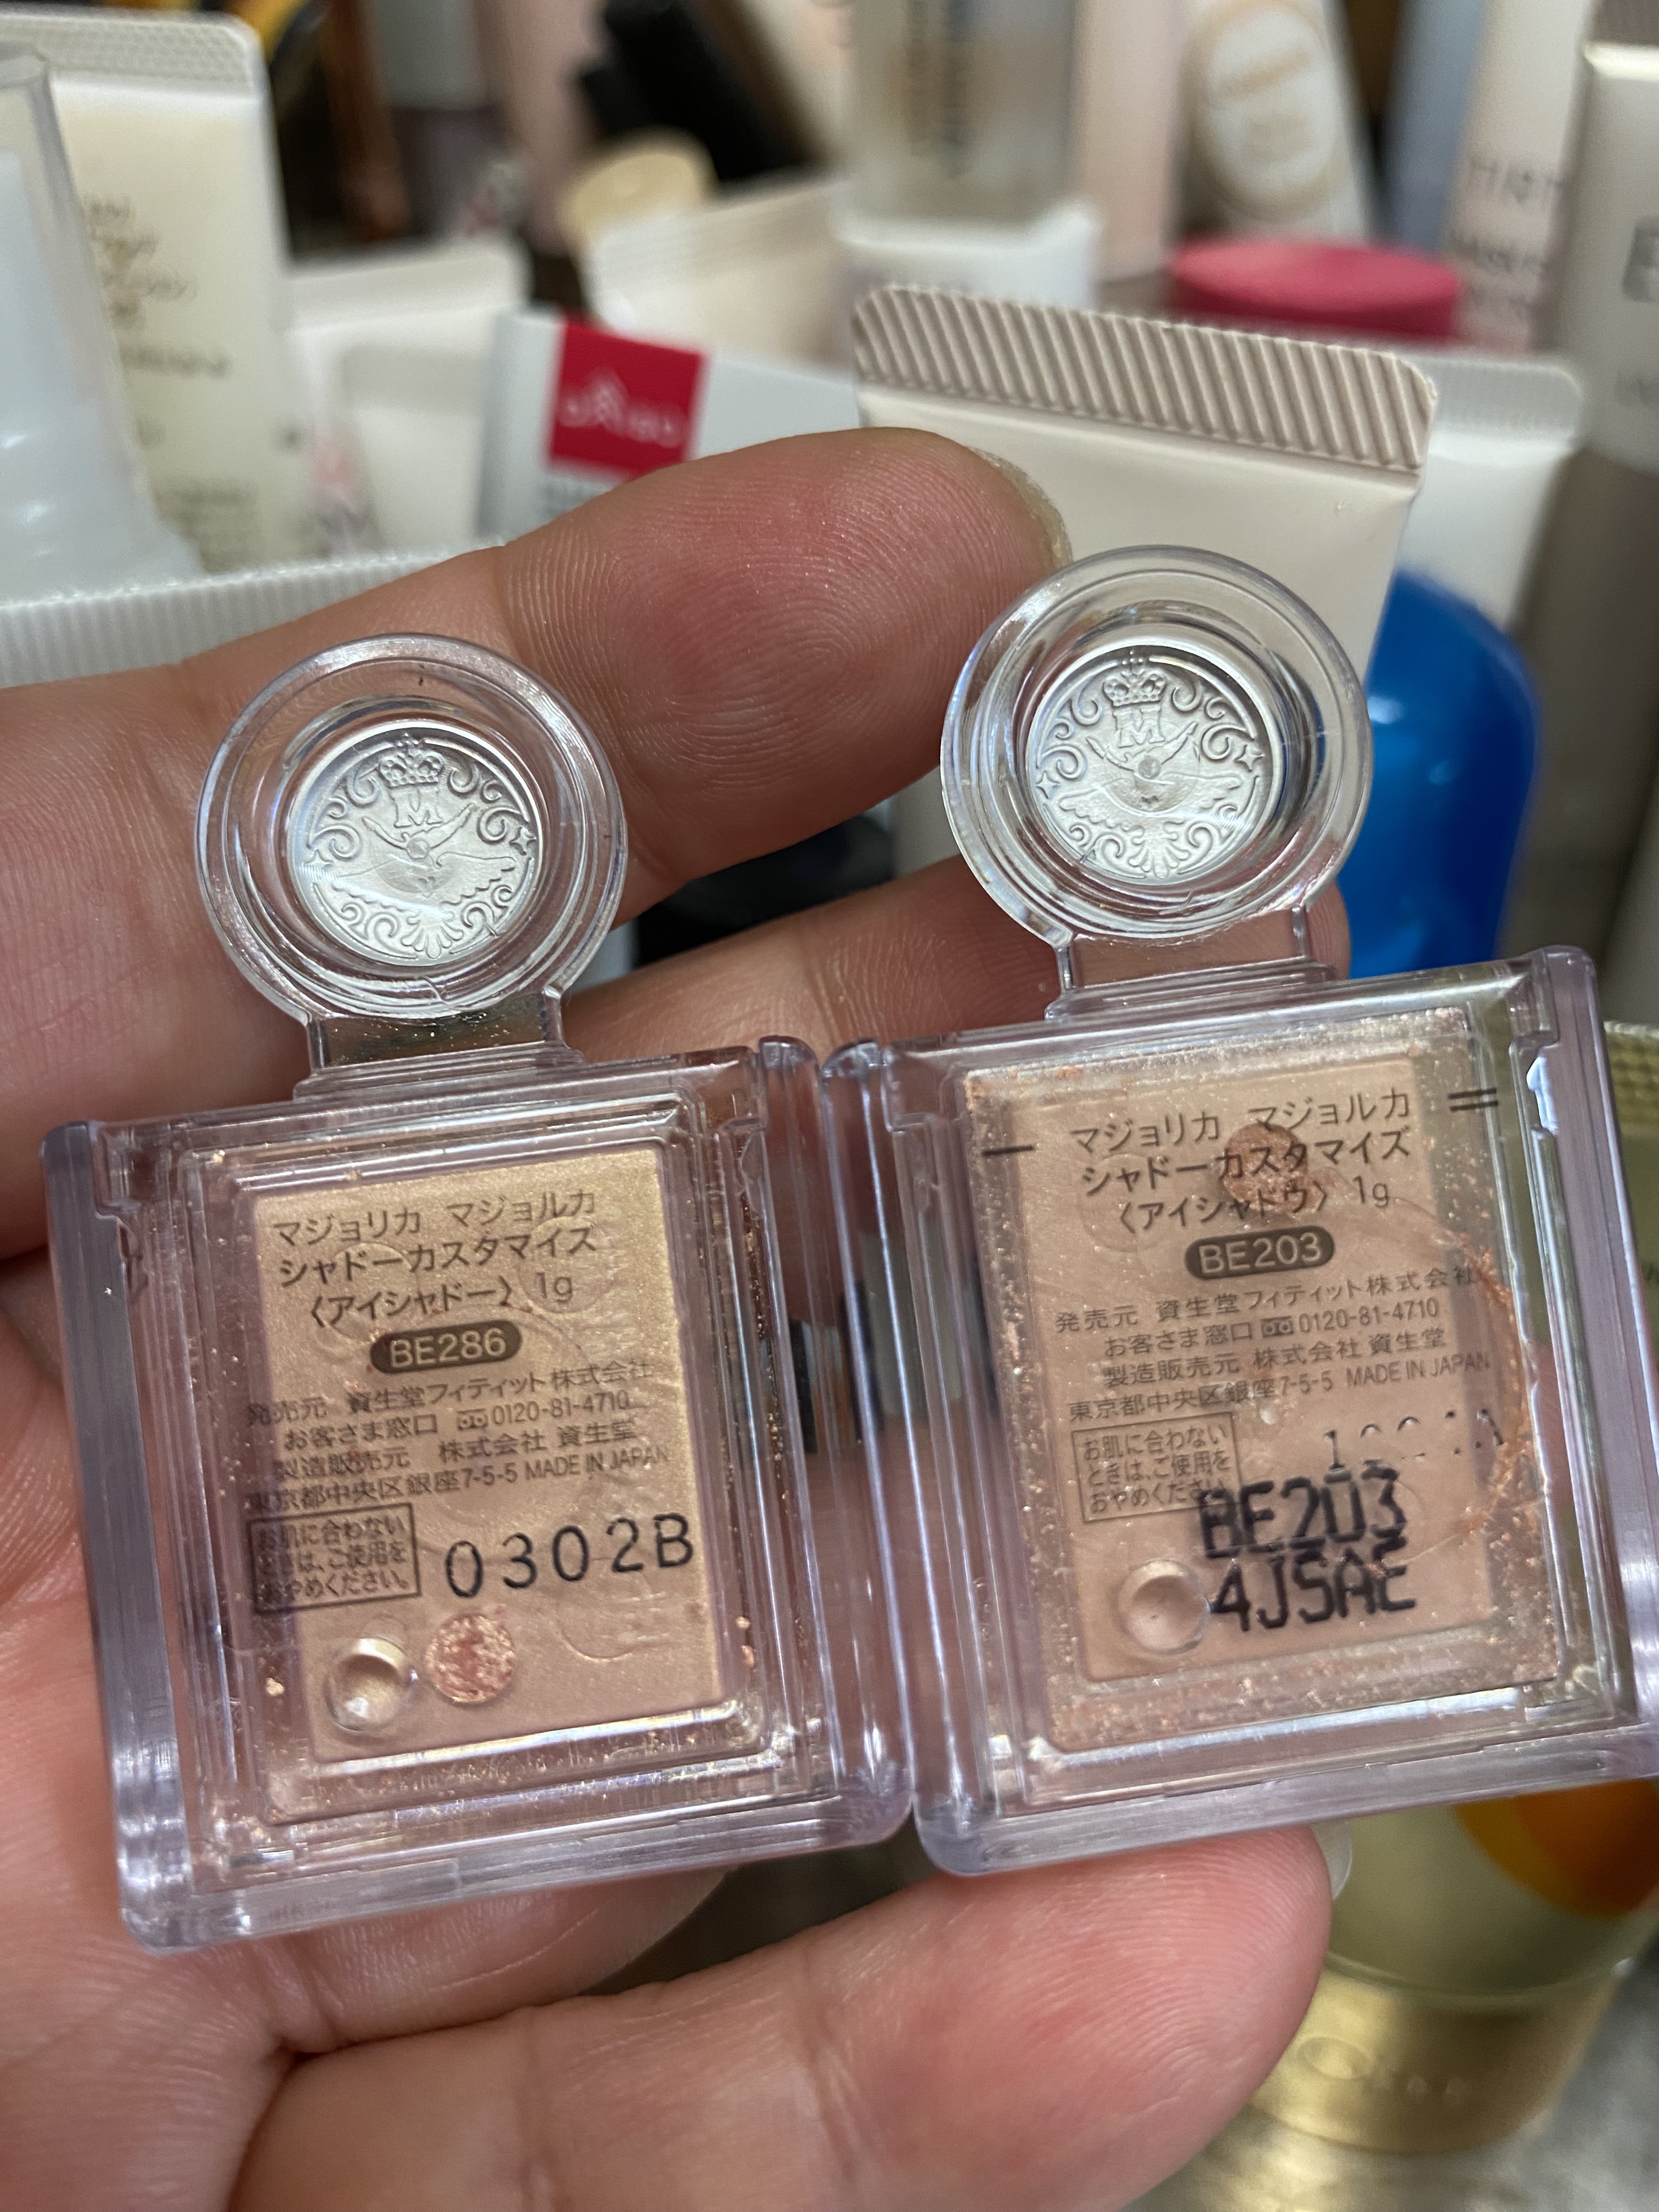 DAISO
M
マジョリカ マジョルカ
シャドーカスタマイズ
〈アイシャドー〉 1g
BE286
発売元 資生堂フィティット株式会社
お客さま窓口 0120-81-4710
製造販売元 株式会社 資生堂
東京都中央区銀座7-5-5 MADE IN JAPAN
お肌に合わない
ときは、ご使用を
おやめください。
0302B
M
マジョリカ マジョルカ
シャドーカスタマイズ
〈アイシャドウ〉 1g
BE203
発売元 資生堂フィティット株式会社
お客さま窓口 0120-81-4710
製造販売元 株式会社 資生堂
東京都中央区銀座7-5-5 MADE IN JAPAN
お肌に合わない
ときは、ご使用を
おやめください。
BE203
4JSAE